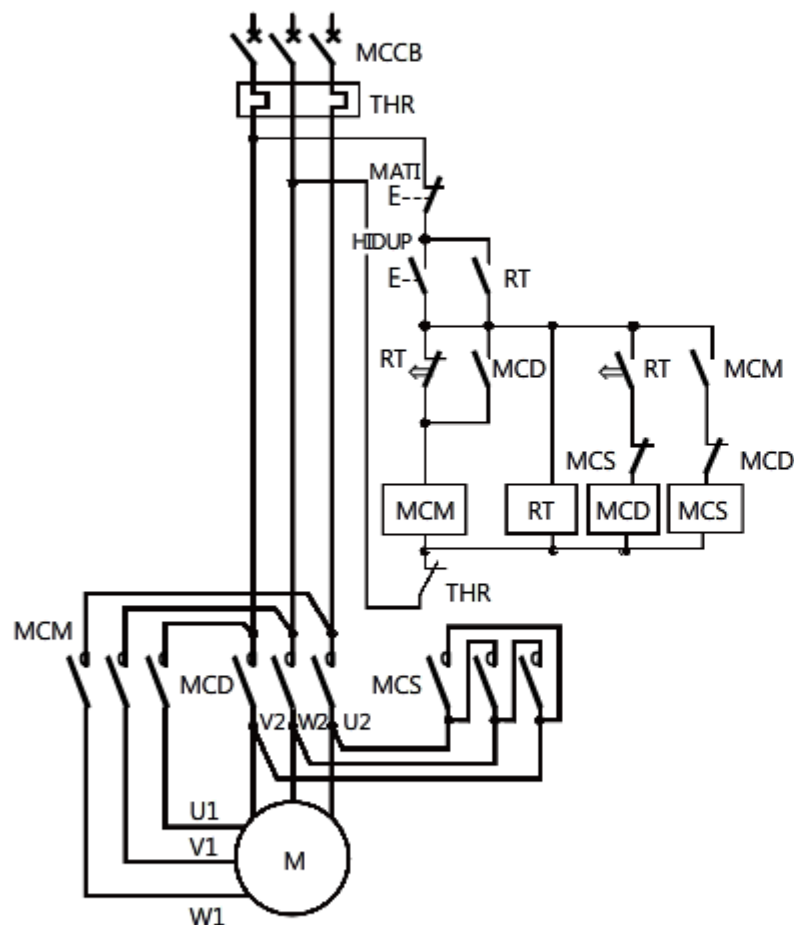 MCCB
THR
MATI
E
HIDUP
E
RT
RT
MCD
RT
MCM
MCS
MCD
MCM
RT
MCD
MCS
THR
MCM
MCD
MCS
V2
W2
U2
U1
V1
M
W1